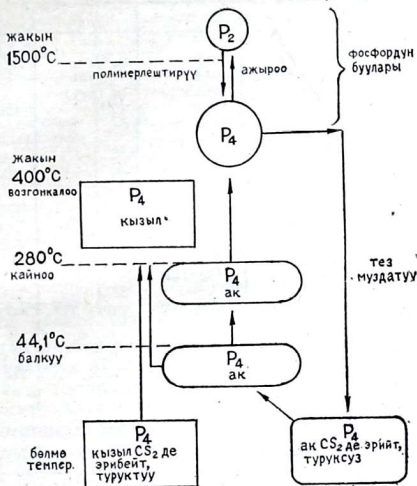 P₂
жакын
1500°C
полимерлештирүү
ажыроо
фосфордун
буулары
P₄
жакын
400°C
возгонкалоо
P₄
кызыл
280°C
кайноо
P₄
ак
тез
муздатуу
44,1°C
балкуу
P₄
ак
бөлмө
темпер.
P₄
кызыл CS₂ де
эрибейт,
туруктуу
P₄
ак CS₂ де эрийт,
туруксуз